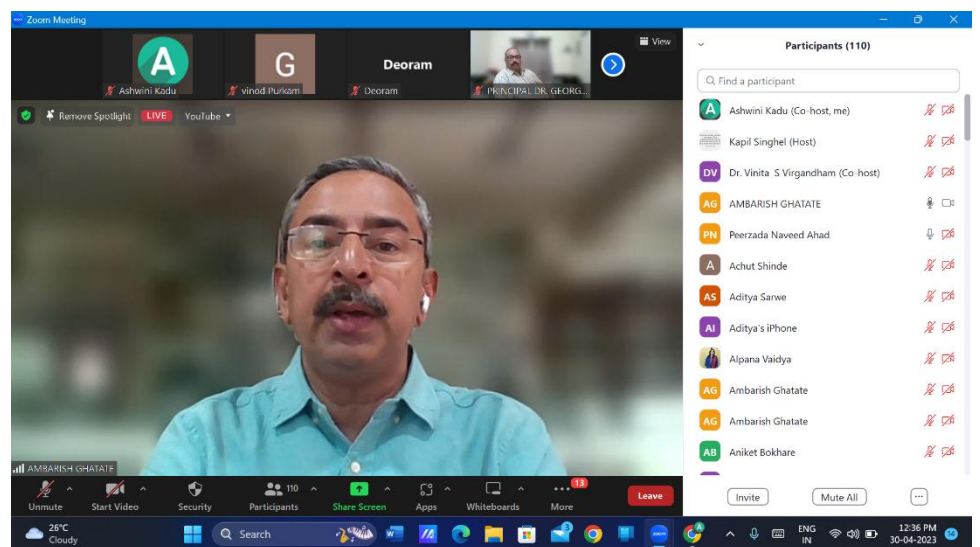 Zoom Meeting
A
Ashwini Kadu
G
vinod Purkam
Deoram
Deoram
PRINCIPAL DR. GEORG...
View
Remove Spotlight
LIVE
YouTube
AMBARISH GHATATE
Participants (110)
Find a participant
A Ashwini Kadu (Co-host, me)
Kapil Singhel (Host)
DV Dr. Vinita S Virgandham (Co-host)
AG AMBARISH GHATATE
PN Peerzada Naveed Ahad
A Achut Shinde
AS Aditya Sarwe
AI Aditya's iPhone
Alpana Vaidya
AG Ambarish Ghatate
AG Ambarish Ghatate
AB Aniket Bokhare
Invite
Mute All
Unmute
Start Video
Security
110
Participants
Share Screen
Apps
Whiteboards
13
More
Leave
26°C
Cloudy
Search
ENG
IN
12:36 PM
30-04-2023